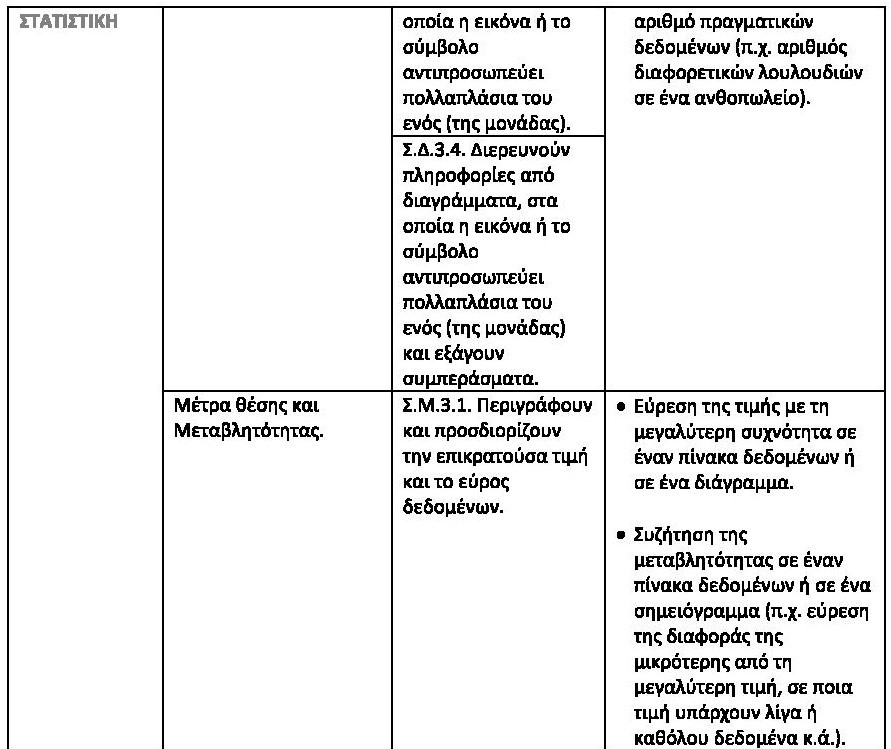 ΣΤΑΤΙΣΤΙΚΗ
οποία η εικόνα ή το
σύμβολο
αντιπροσωπεύει
πολλαπλάσια του
ενός (της μονάδας).
αριθμό πραγματικών
δεδομένων (π.χ. αριθμός
διαφορετικών λουλουδιών
σε ένα ανθοπωλείο).
Σ.Δ.3.4. Διερευνούν
πληροφορίες από
διαγράμματα, στα
οποία η εικόνα ή το
σύμβολο
αντιπροσωπεύει
πολλαπλάσια του
ενός (της μονάδας)
και εξάγουν
συμπεράσματα.
Μέτρα θέσης και
Μεταβλητότητας.
Σ.Μ.3.1. Περιγράφουν
και προσδιορίζουν
την επικρατούσα τιμή
και το εύρος
δεδομένων.
• Εύρεση της τιμής με τη
μεγαλύτερη συχνότητα σε
έναν πίνακα δεδομένων ή
σε ένα διάγραμμα.
• Συζήτηση της
μεταβλητότητας σε έναν
πίνακα δεδομένων ή σε ένα
σημειόγραμμα (π.χ. εύρεση
της διαφοράς της
μικρότερης από τη
μεγαλύτερη τιμή, σε ποια
τιμή υπάρχουν λίγα ή
καθόλου δεδομένα κ.ά.).